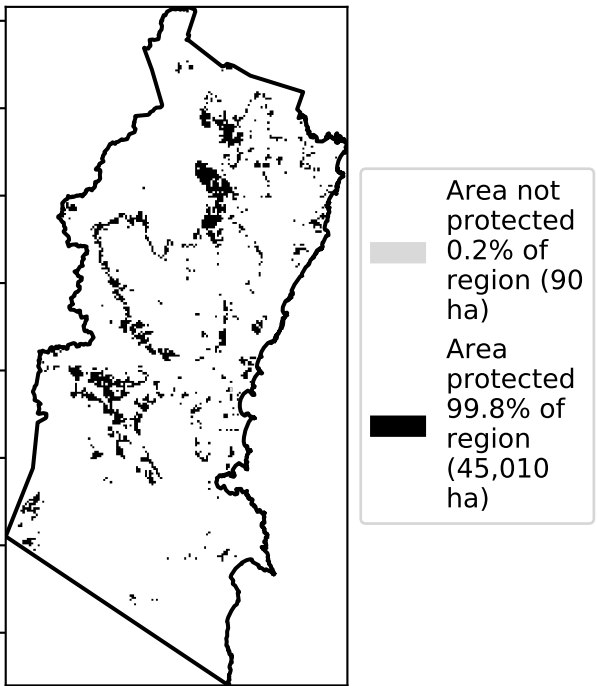 Area not
protected
0.2% of
region (90
ha)
Area
protected
99.8% of
region
(45,010
ha)